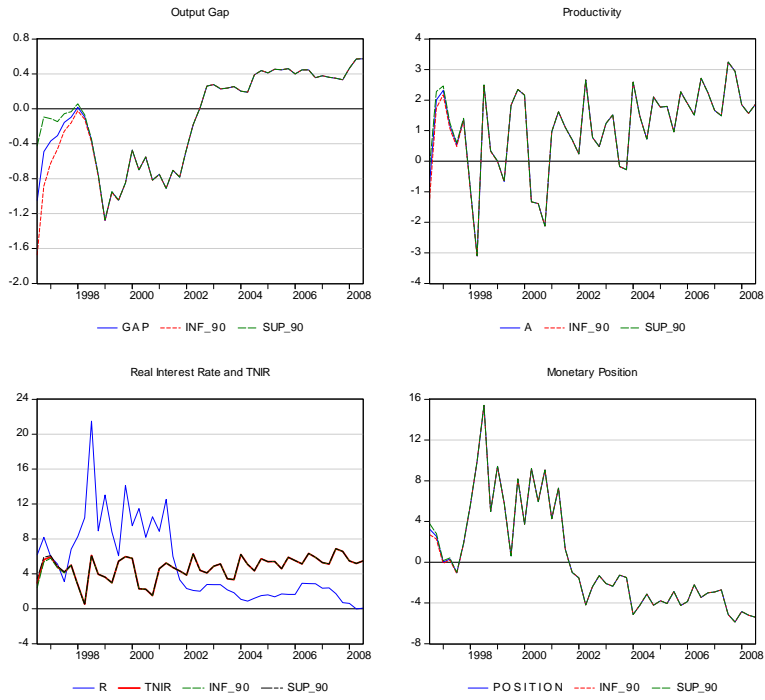 Output Gap
0.8
0.4
0.0
-0.4
-0.8
-1.2
-1.6
-2.0
1998 2000 2002 2004 2006 2008
GAP INF_90 SUP_90
Productivity
4
3
2
1
0
-1
-2
-3
-4
1998 2000 2002 2004 2006 2008
A INF_90 SUP_90
Real Interest Rate and TNIR
24
20
16
12
8
4
0
-4
1998 2000 2002 2004 2006 2008
R TNIR INF_90 SUP_90
Monetary Position
16
12
8
4
0
-4
-8
1998 2000 2002 2004 2006 2008
POSITION INF_90 SUP_90